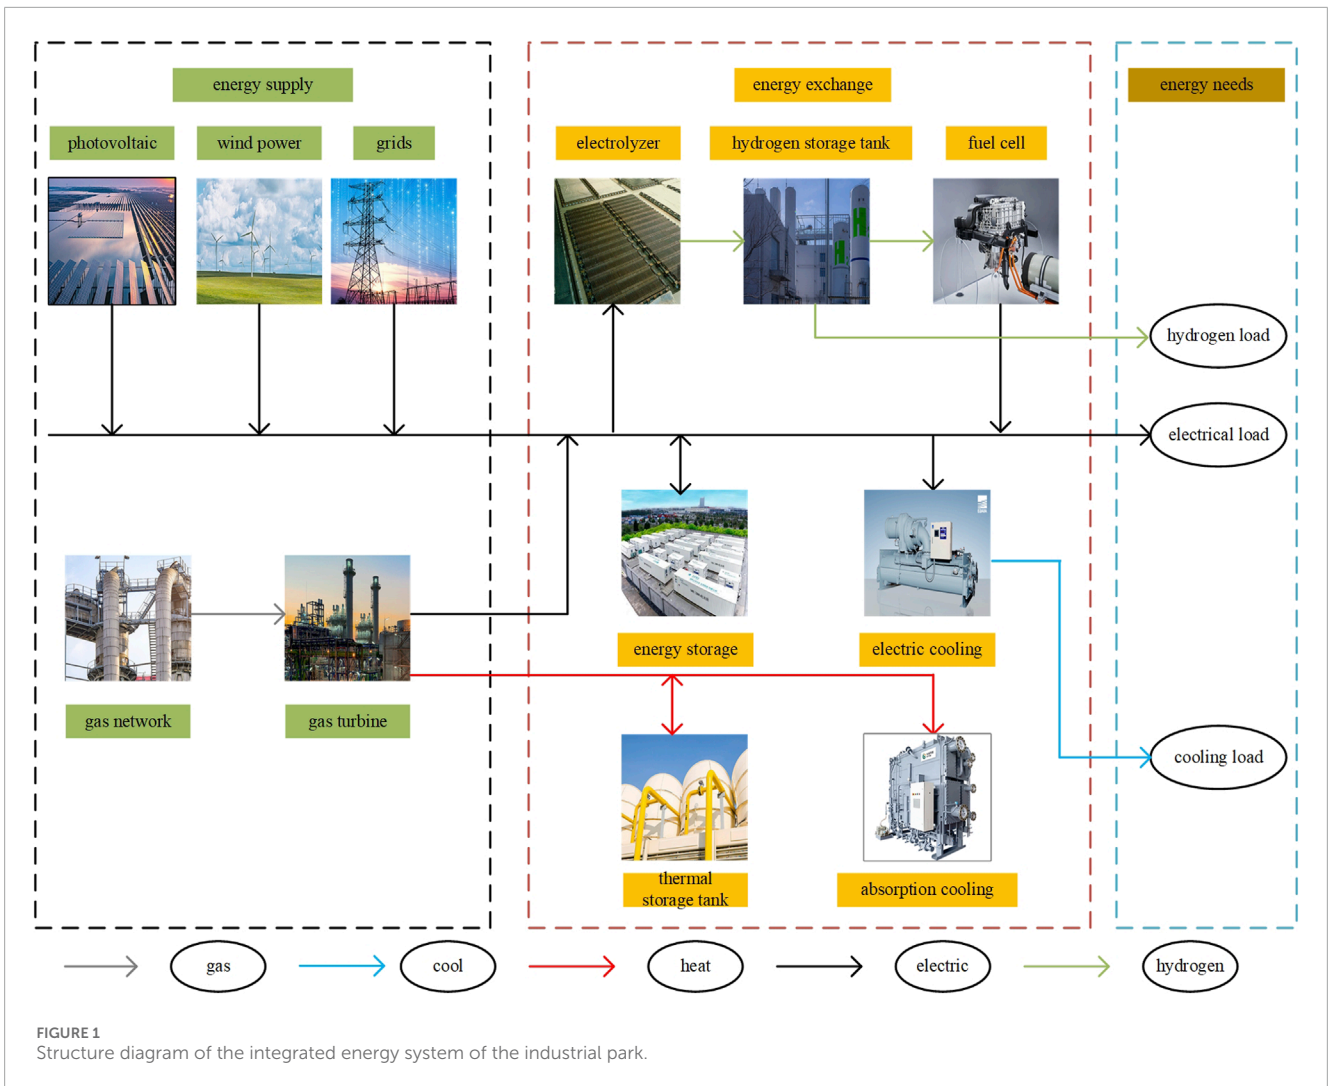 energy supply
energy exchange
energy needs
photovoltaic
wind power
grids
electrolyzer
hydrogen storage tank
fuel cell
H
H
hydrogen load
electrical load
energy storage
electric cooling
gas network
gas turbine
cooling load
thermal
storage tank
absorption cooling
gas
cool
heat
electric
hydrogen
FIGURE 1
Structure diagram of the integrated energy system of the industrial park.